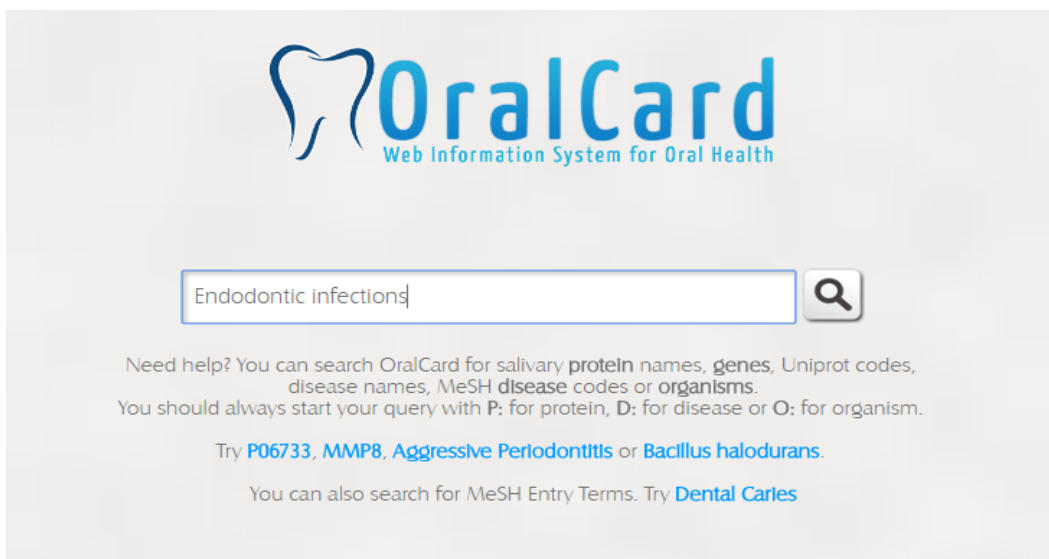 OralCard
Web Information System for Oral Health
Endodontic infections
Need help? You can search OralCard for salivary protein names, genes, Uniprot codes,
disease names, MeSH disease codes or organisms.
You should always start your query with P: for protein, D: for disease or O: for organism.
Try P06733, MMP8, Aggressive Periodontitis or Bacillus halodurans.
You can also search for MeSH Entry Terms. Try Dental Caries